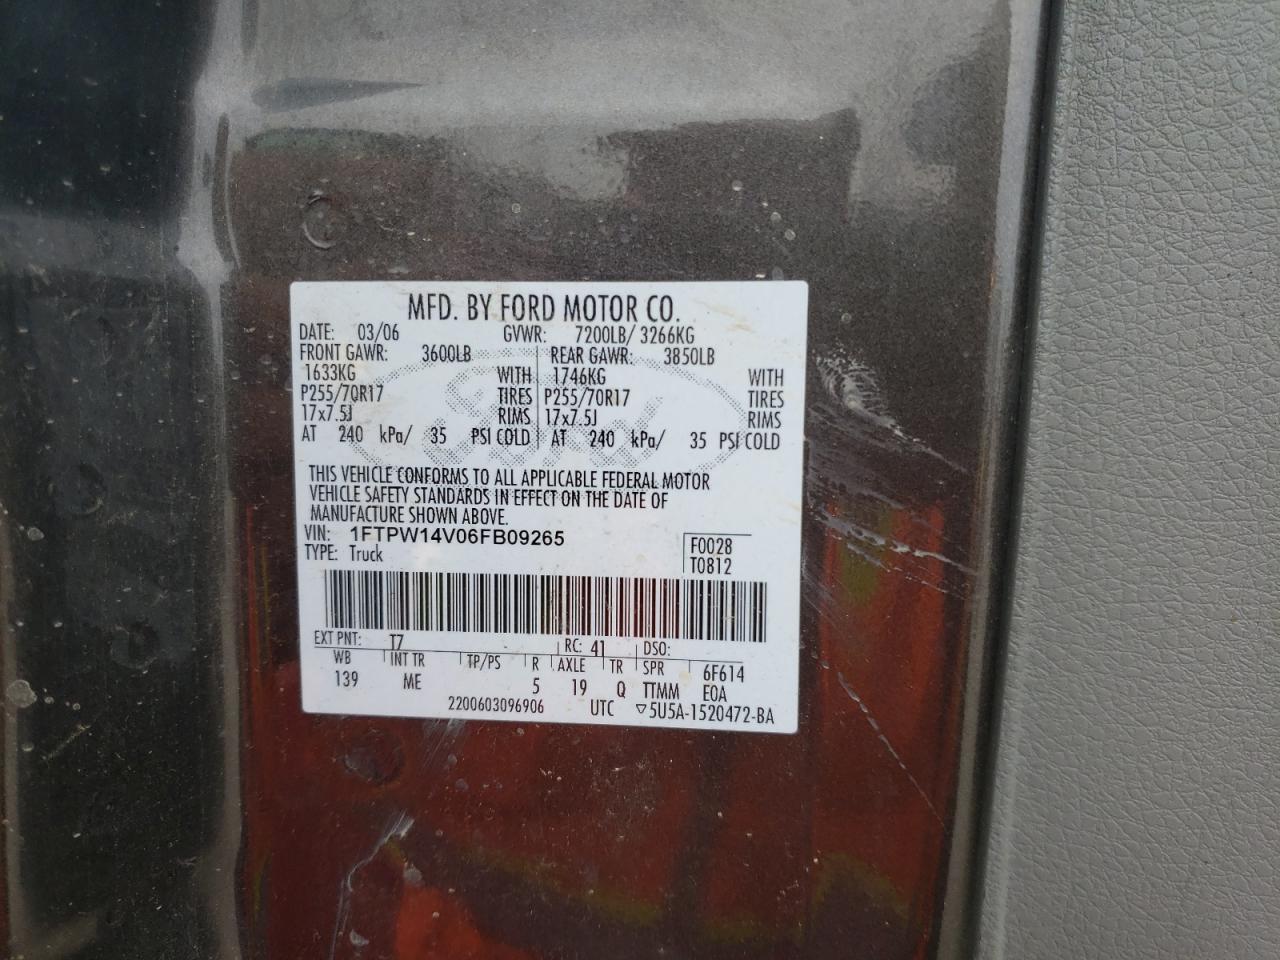 MFD. BY FORD MOTOR CO.
DATE: 03/06 GVWR: 7200LB/ 3266KG
FRONT GAWR: 3600LB REAR GAWR: 3850LB
1633KG WITH 1746KG WITH
P255/70R17 TIRES P255/70R17 TIRES
17x7.5J RIMS 17x7.5J RIMS
AT 240 kPa/ 35 PSI COLD AT 240 kPa/ 35 PSI COLD
Ford
THIS VEHICLE CONFORMS TO ALL APPLICABLE FEDERAL MOTOR
VEHICLE SAFETY STANDARDS IN EFFECT ON THE DATE OF
MANUFACTURE SHOWN ABOVE.
VIN: 1FTPW14V06FB09265 F0028
TYPE: Truck T0812
EXT PNT: T7 RC: 41 DSO:
WB INT TR TP/PS R AXLE TR SPR 6F614
139 ME 5 19 Q TTMM EOA
2200603096906 UTC ▽5U5A-1520472-BA